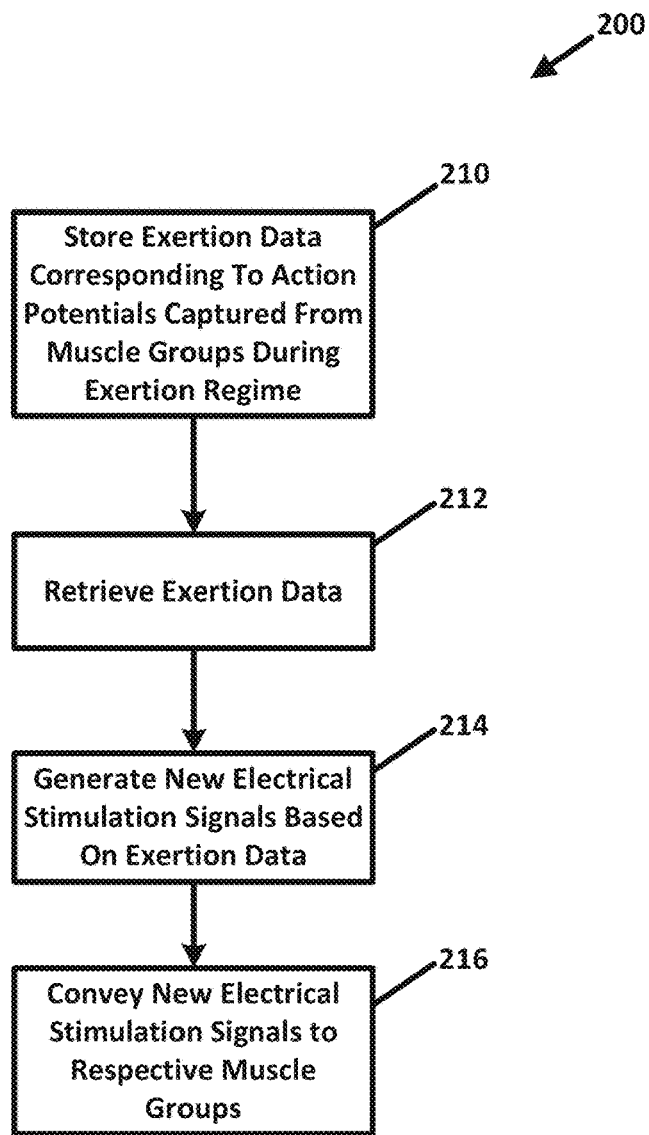 200
210
Store Exertion Data
Corresponding To Action
Potentials Captured From
Muscle Groups During
Exertion Regime
212
Retrieve Exertion Data
214
Generate New Electrical
Stimulation Signals Based
On Exertion Data
216
Convey New Electrical
Stimulation Signals to
Respective Muscle
Groups